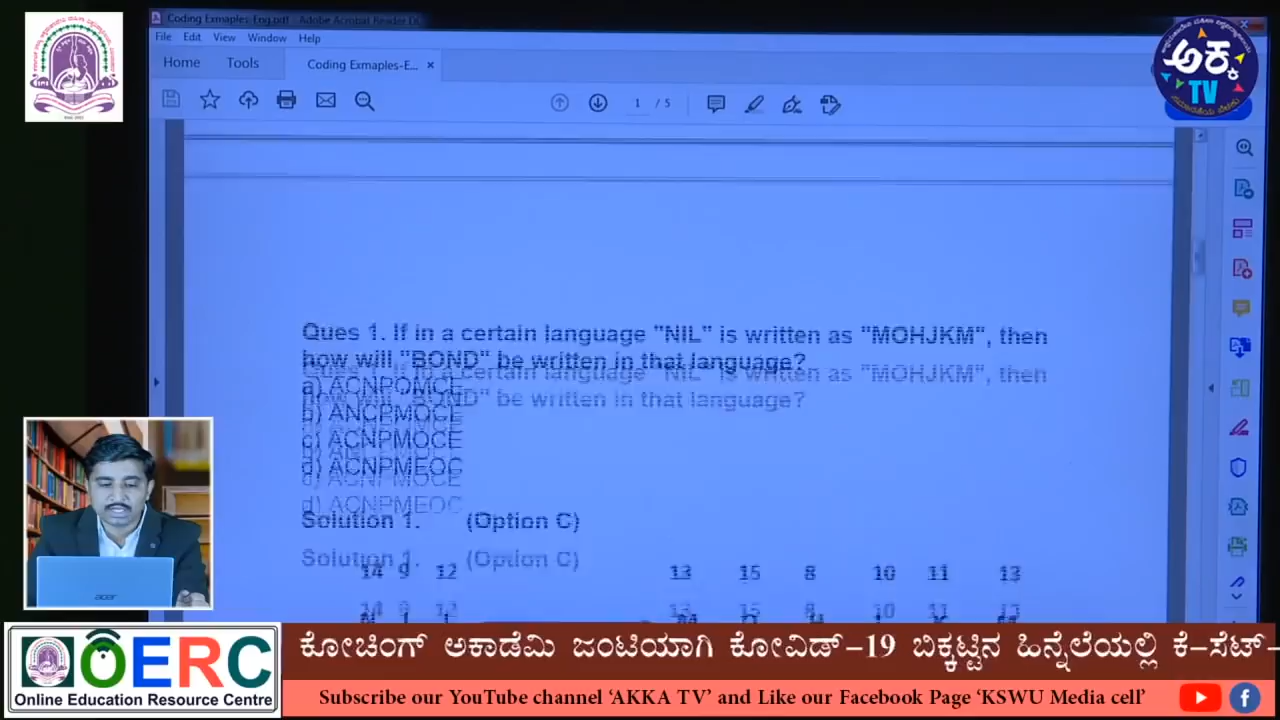 Coding Exmaples-Eng.pdf - Adobe Acrobat Reader DC
File Edit View Window Help
Home Tools Coding Exmaples-E... ×
1 / 5
ಅಕ್ಕ
TV
Ques 1. If in a certain language "NIL" is written as "MOHJKM", then
how will "BOND" be written in that language?
a) ACNPOMCE
b) ANCPMOCE
c) ACNPMOCE
d) ACNPMEOC
Solution 1. (Option C)
14 9 12 13 15 8 10 11 13
acer
OERC
Online Education Resource Centre
ಕೋಚಿಂಗ್ ಅಕಾಡೆಮಿ ಜಂಟಿಯಾಗಿ ಕೋವಿಡ್-19 ಬಿಕ್ಕಟ್ಟಿನ ಹಿನ್ನೆಲೆಯಲ್ಲಿ ಕೆ-ಸೆಟ್-
Subscribe our YouTube channel ‘AKKA TV’ and Like our Facebook Page ‘KSWU Media cell’